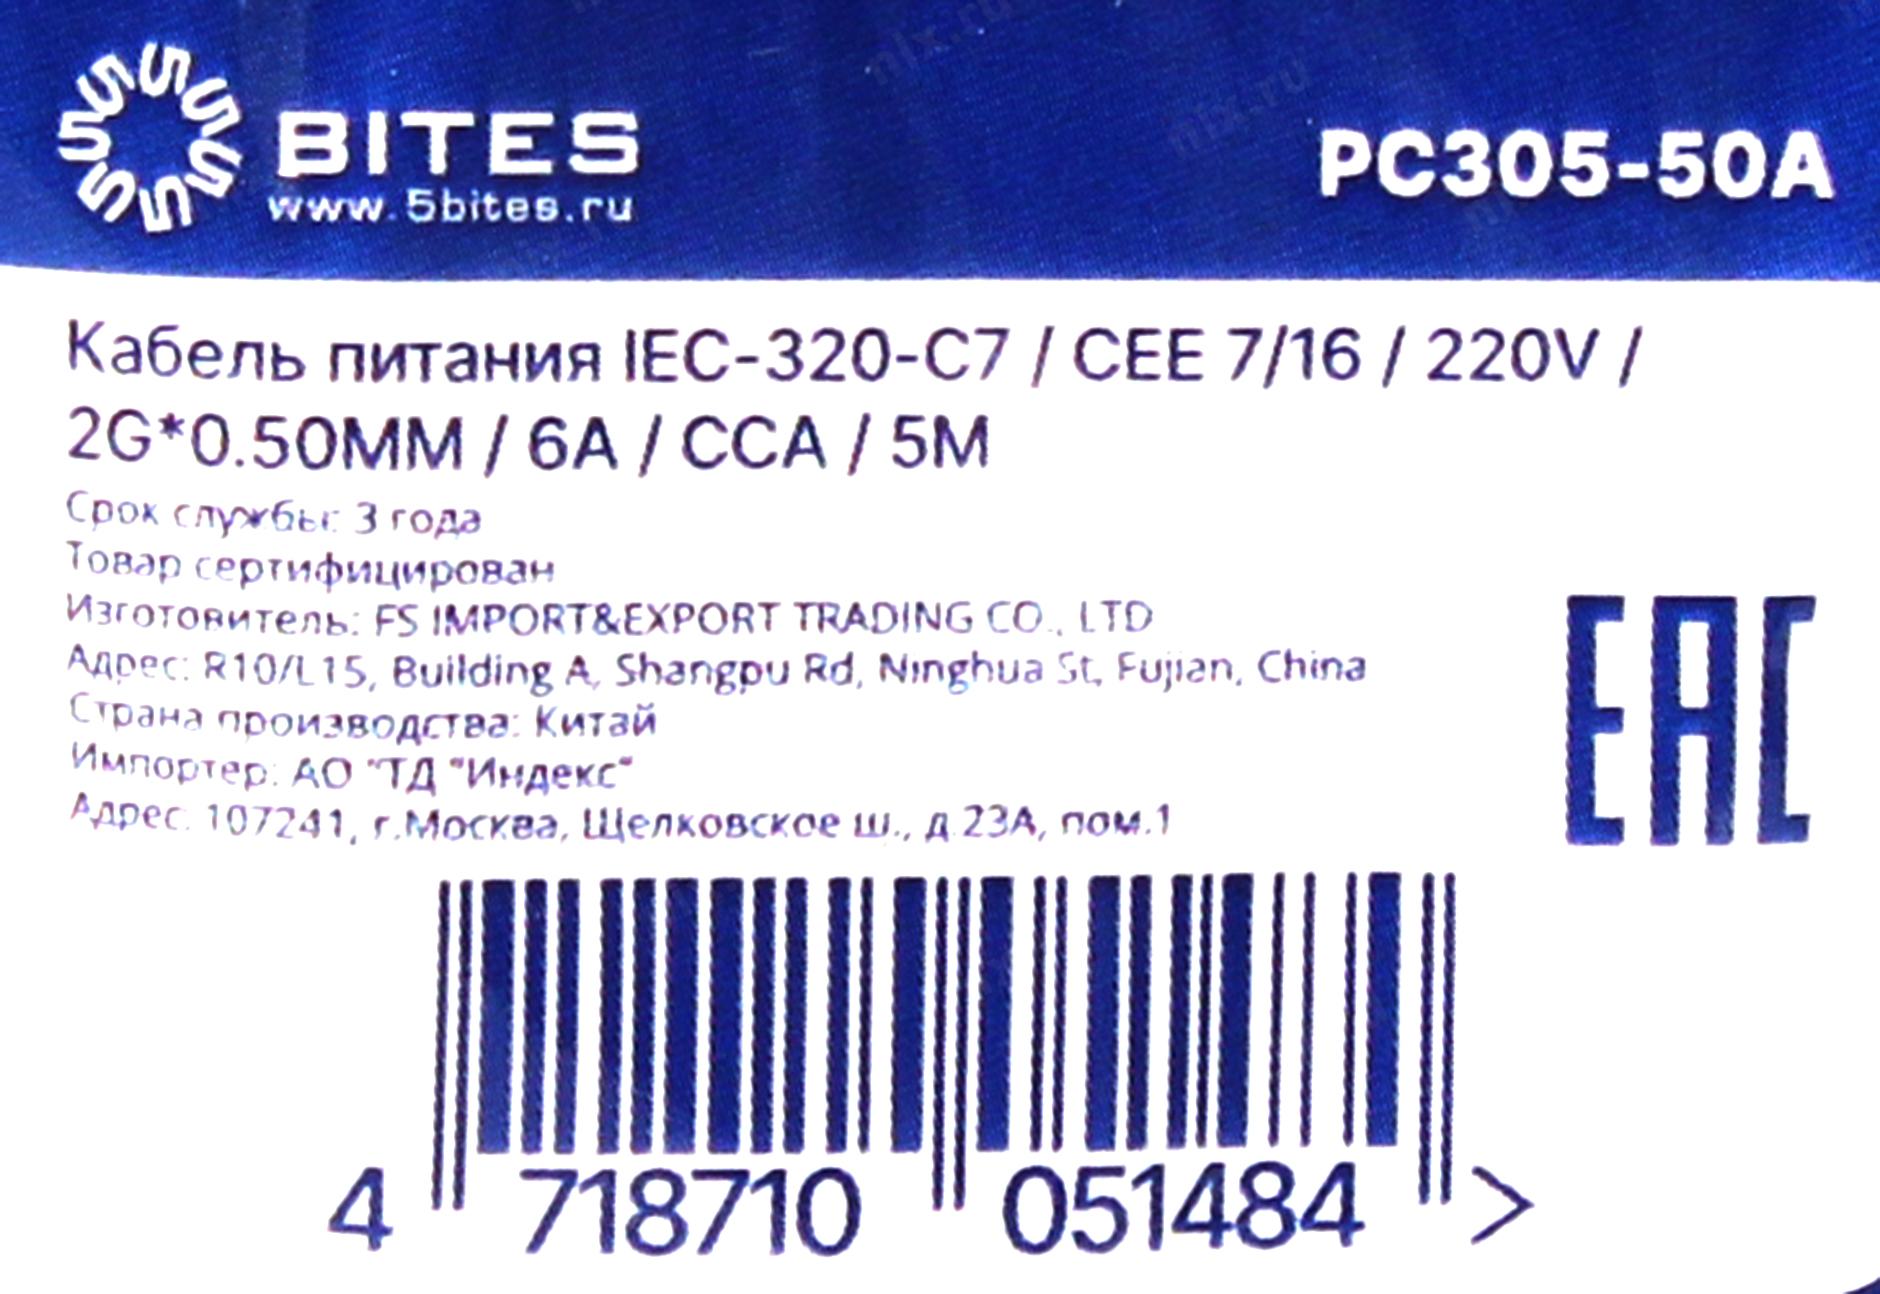 5 BITES
www.5bites.ru
PC305-50A
Кабель питания IEC-320-C7 / CEE 7/16 / 220V /
2G*0.50MM / 6A / CCA / 5M
Срок службы: 3 года
Товар сертифицирован
Изготовитель: FS IMPORT&EXPORT TRADING CO., LTD
Адрес: R10/L15, Building A, Shangpu Rd, Ninghua St, Fujian, China
Страна производства: Китай
Импортер: АО "ТД "Индекс"
Адрес: 107241, г.Москва, Щелковское ш., д.23А, пом.1
EAC
4 718710 051484 >